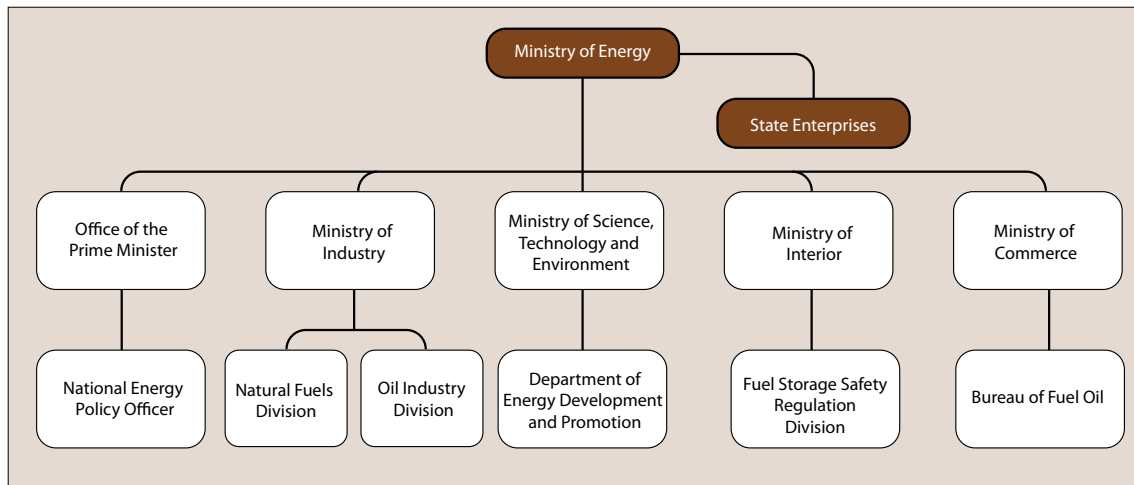 Ministry of Energy
State Enterprises
Office of the
Prime Minister
Ministry of
Industry
Ministry of Science,
Technology and
Environment
Ministry of
Interior
Ministry of
Commerce
National Energy
Policy Officer
Natural Fuels
Division
Oil Industry
Division
Department of
Energy Development
and Promotion
Fuel Storage Safety
Regulation
Division
Bureau of Fuel Oil